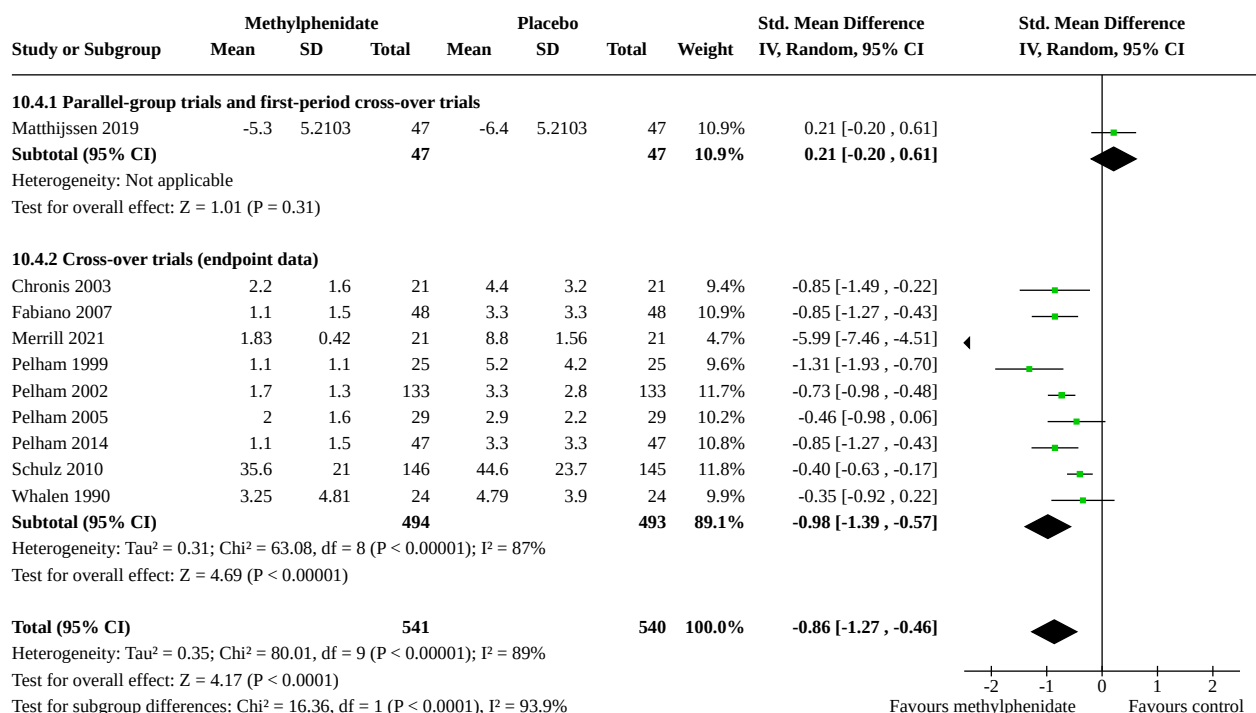 Methylphenidate Placebo Std. Mean Difference Std. Mean Difference
Study or Subgroup Mean SD Total Mean SD Total Weight IV, Random, 95% CI IV, Random, 95% CI
10.4.1 Parallel-group trials and first-period cross-over trials
Matthijssen 2019 -5.3 5.2103 47 -6.4 5.2103 47 10.9% 0.21 [-0.20 , 0.61]
Subtotal (95% CI) 47 47 10.9% 0.21 [-0.20 , 0.61]
Heterogeneity: Not applicable
Test for overall effect: Z = 1.01 (P = 0.31)
10.4.2 Cross-over trials (endpoint data)
Chronis 2003 2.2 1.6 21 4.4 3.2 21 9.4% -0.85 [-1.49 , -0.22]
Fabiano 2007 1.1 1.5 48 3.3 3.3 48 10.9% -0.85 [-1.27 , -0.43]
Merrill 2021 1.83 0.42 21 8.8 1.56 21 4.7% -5.99 [-7.46 , -4.51]
Pelham 1999 1.1 1.1 25 5.2 4.2 25 9.6% -1.31 [-1.93 , -0.70]
Pelham 2002 1.7 1.3 133 3.3 2.8 133 11.7% -0.73 [-0.98 , -0.48]
Pelham 2005 2 1.6 29 2.9 2.2 29 10.2% -0.46 [-0.98 , 0.06]
Pelham 2014 1.1 1.5 47 3.3 3.3 47 10.8% -0.85 [-1.27 , -0.43]
Schulz 2010 35.6 21 146 44.6 23.7 145 11.8% -0.40 [-0.63 , -0.17]
Whalen 1990 3.25 4.81 24 4.79 3.9 24 9.9% -0.35 [-0.92 , 0.22]
Subtotal (95% CI) 494 493 89.1% -0.98 [-1.39 , -0.57]
Heterogeneity: Tau² = 0.31; Chi² = 63.08, df = 8 (P < 0.00001); I² = 87%
Test for overall effect: Z = 4.69 (P < 0.00001)
Total (95% CI) 541 540 100.0% -0.86 [-1.27 , -0.46]
Heterogeneity: Tau² = 0.35; Chi² = 80.01, df = 9 (P < 0.00001); I² = 89%
Test for overall effect: Z = 4.17 (P < 0.0001)
-2 -1 0 1 2
Test for subgroup differences: Chi² = 16.36, df = 1 (P < 0.0001), I² = 93.9%
Favours methylphenidate Favours control